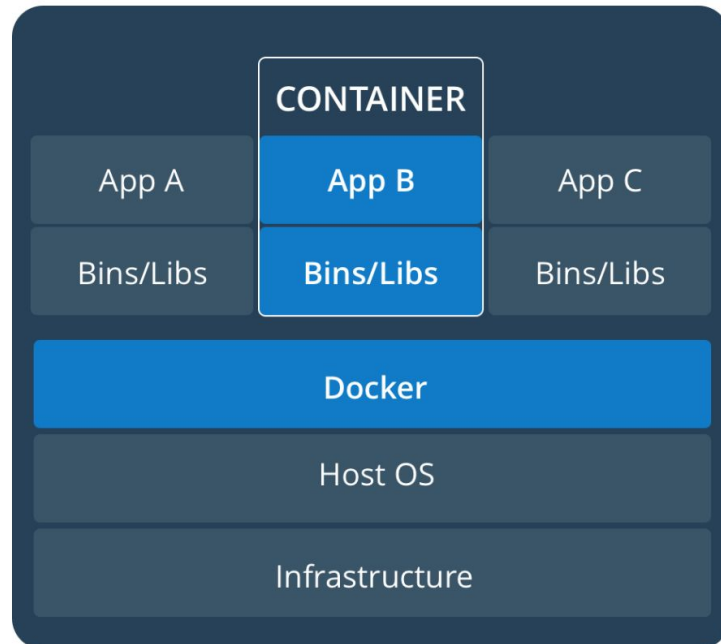 CONTAINER
App A
App B
App C
Bins/Libs
Bins/Libs
Bins/Libs
Docker
Host OS
Infrastructure